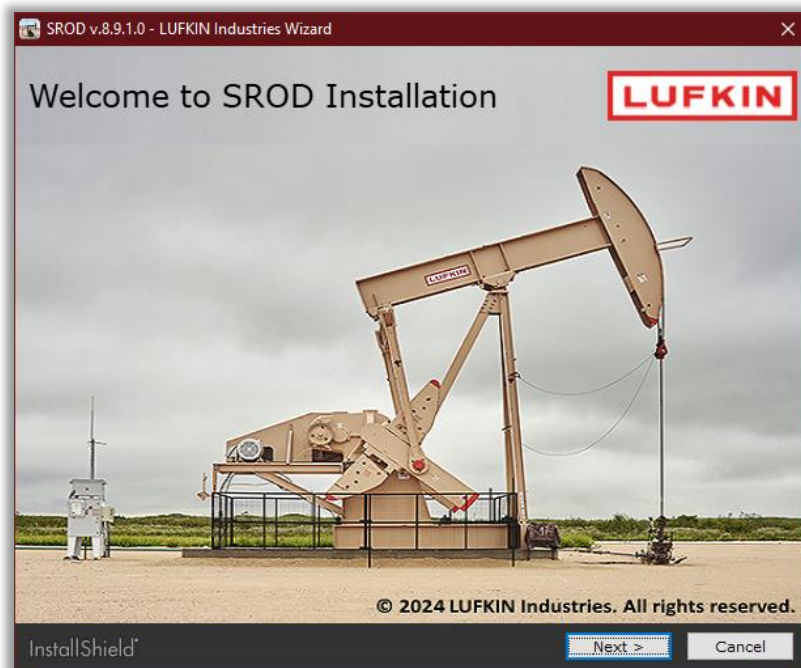 SROD v.8.9.1.0 - LUFKIN Industries Wizard
Welcome to SROD Installation
LUFKIN
LUFKIN
© 2024 LUFKIN Industries. All rights reserved.
InstallShield
Next >
Cancel